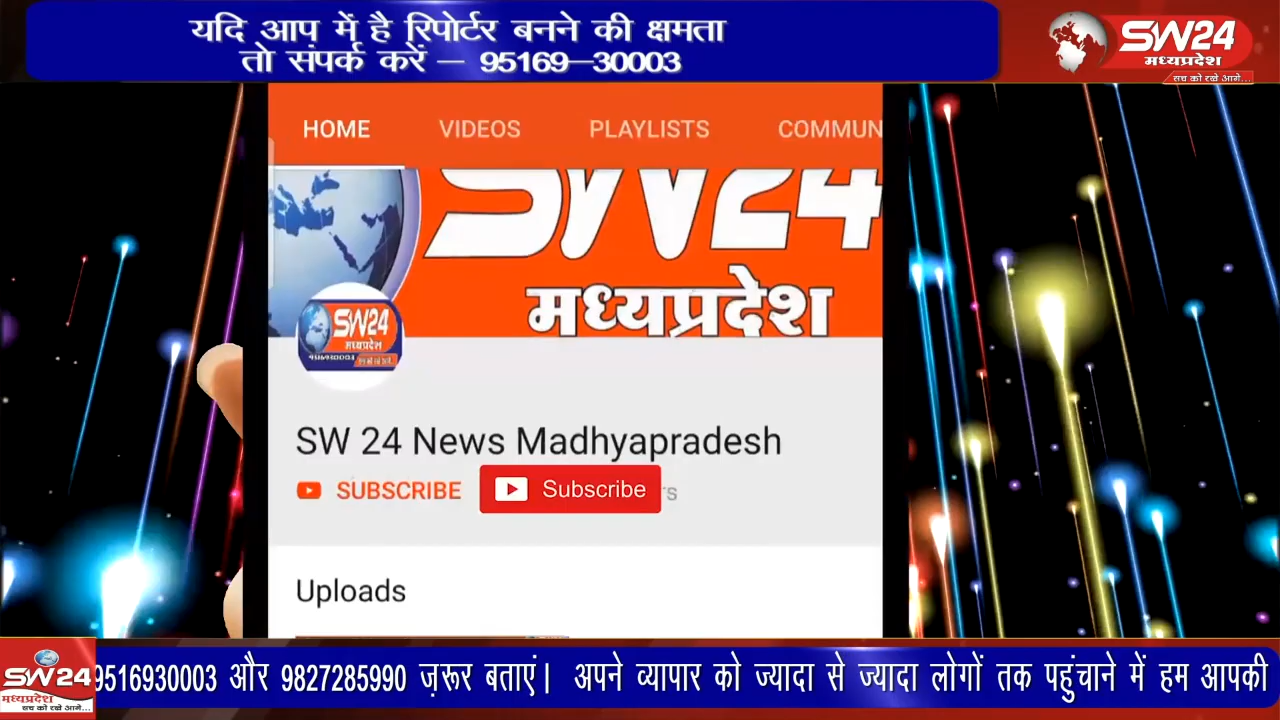 यदि आप में है रिपोर्टर बनने की क्षमता
तो संपर्क करें – 95169–30003
SW24
मध्यप्रदेश
सच को रखे आगे...
HOME VIDEOS PLAYLISTS COMMUN
SW24
मध्यप्रदेश
SW24
मध्यप्रदेश
9516930003
SW 24 News Madhyapradesh
SUBSCRIBE Subscribe rs
Uploads
SW24
मध्यप्रदेश
सच को रखे आगे...
9516930003 और 9827285990 ज़रूर बताएं। अपने व्यापार को ज्यादा से ज्यादा लोगों तक पहुंचाने में हम आपकी